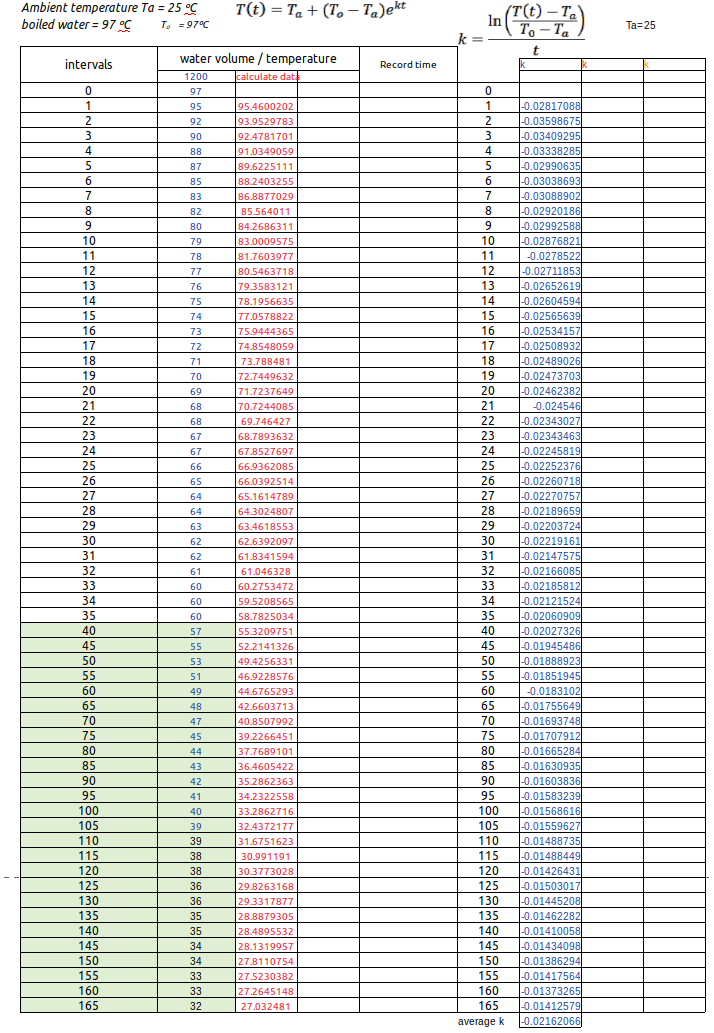 Ambient temperature Ta = 25 ºC T(t) = Tₐ + (Tₒ − Tₐ)eᵏᵗ
boiled water = 97 ºC T₀ = 97ºC k = ln((T(t) − Tₐ)/(T₀ − Tₐ))/t Ta=25
intervals water volume / temperature Record time k k k
1200 calculate data
0 97 0
1 95 95.4600202 1 -0.02817088
2 92 93.9529783 2 -0.03598675
3 90 92.4781701 3 -0.03409295
4 88 91.0349059 4 -0.03338285
5 87 89.6225111 5 -0.02990635
6 85 88.2403255 6 -0.03038693
7 83 86.8877029 7 -0.03088902
8 82 85.564011 8 -0.02920186
9 80 84.2686311 9 -0.02992588
10 79 83.0009575 10 -0.02876821
11 78 81.7603977 11 -0.0278522
12 77 80.5463718 12 -0.02711853
13 76 79.3583121 13 -0.02652619
14 75 78.1956635 14 -0.02604594
15 74 77.0578822 15 -0.02565639
16 73 75.9444365 16 -0.02534157
17 72 74.8548059 17 -0.02508932
18 71 73.788481 18 -0.02489026
19 70 72.7449632 19 -0.02473703
20 69 71.7237649 20 -0.02462382
21 68 70.7244085 21 -0.024546
22 68 69.746427 22 -0.02343027
23 67 68.7893632 23 -0.02343463
24 67 67.8527697 24 -0.02245819
25 66 66.9362085 25 -0.02252376
26 65 66.0392514 26 -0.02260718
27 64 65.1614789 27 -0.02270757
28 64 64.3024807 28 -0.02189659
29 63 63.4618553 29 -0.02203724
30 62 62.6392097 30 -0.02219161
31 62 61.8341594 31 -0.02147575
32 61 61.046328 32 -0.02166085
33 60 60.2753472 33 -0.02185812
34 60 59.5208565 34 -0.02121524
35 60 58.7825034 35 -0.02060909
40 57 55.3209751 40 -0.02027326
45 55 52.2141326 45 -0.01945486
50 53 49.4256331 50 -0.01888923
55 51 46.9228576 55 -0.01851945
60 49 44.6765293 60 -0.0183102
65 48 42.6603713 65 -0.01755649
70 47 40.8507992 70 -0.01693748
75 45 39.2266451 75 -0.01707912
80 44 37.7689101 80 -0.01665284
85 43 36.4605422 85 -0.01630935
90 42 35.2862363 90 -0.01603836
95 41 34.2322558 95 -0.01583239
100 40 33.2862716 100 -0.01568616
105 39 32.4372177 105 -0.01559627
110 39 31.6751623 110 -0.01488735
115 38 30.991191 115 -0.01488449
120 38 30.3773028 120 -0.01426431
125 36 29.8263168 125 -0.01503017
130 36 29.3317877 130 -0.01445208
135 35 28.8879305 135 -0.01462282
140 35 28.4895532 140 -0.01410058
145 34 28.1319957 145 -0.01434098
150 34 27.8110754 150 -0.01386294
155 33 27.5230382 155 -0.01417564
160 33 27.2645148 160 -0.01373265
165 32 27.032481 165 -0.01412579
average k -0.02162066